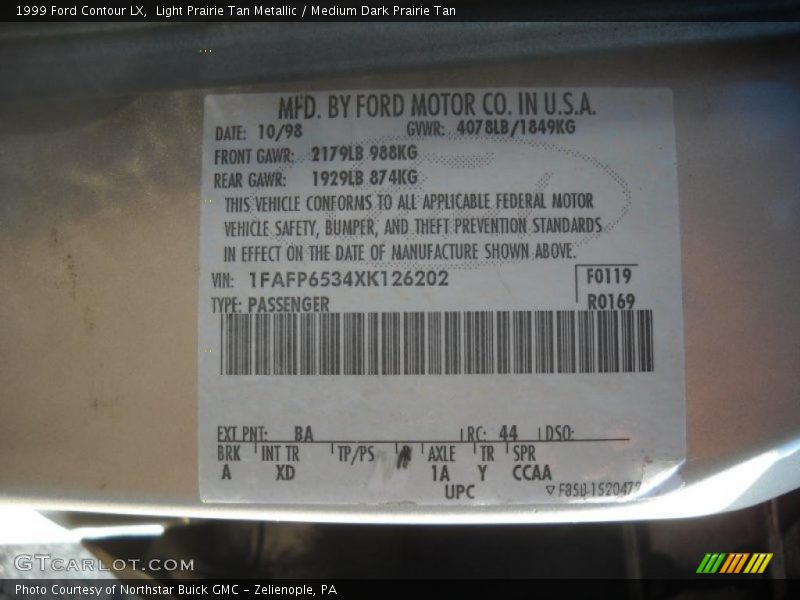 1999 Ford Contour LX,  Light Prairie Tan Metallic / Medium Dark Prairie Tan
MFD. BY FORD MOTOR CO. IN U.S.A.
DATE: 10/98 GVWR: 4078LB/1849KG
FRONT GAWR: 2179LB 988KG
REAR GAWR: 1929LB 874KG
THIS VEHICLE CONFORMS TO ALL APPLICABLE FEDERAL MOTOR
VEHICLE SAFETY, BUMPER, AND THEFT PREVENTION STANDARDS
IN EFFECT ON THE DATE OF MANUFACTURE SHOWN ABOVE.
VIN: 1FAFP6534XK126202 F0119
TYPE: PASSENGER R0169
EXT PNT: BA RC: 44 DSO:
BRK INT TR TP/PS AXLE TR SPR
A XD 1A Y CCAA
UPC
GTCARLOT.COM
Photo Courtesy of Northstar Buick GMC - Zelienople, PA